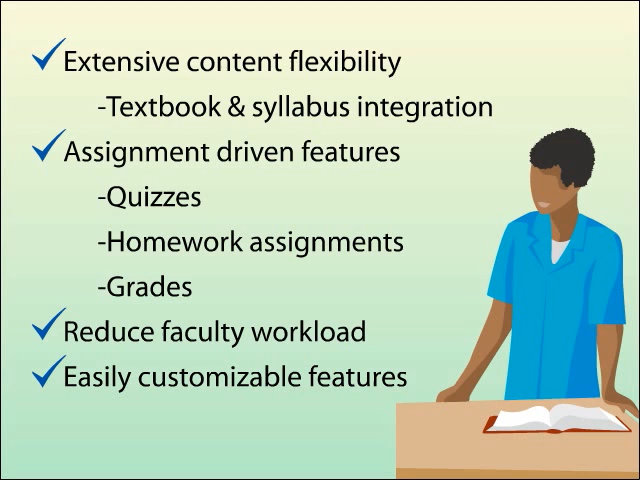 Extensive content flexibility
-Textbook & syllabus integration
Assignment driven features
-Quizzes
-Homework assignments
-Grades
Reduce faculty workload
Easily customizable features